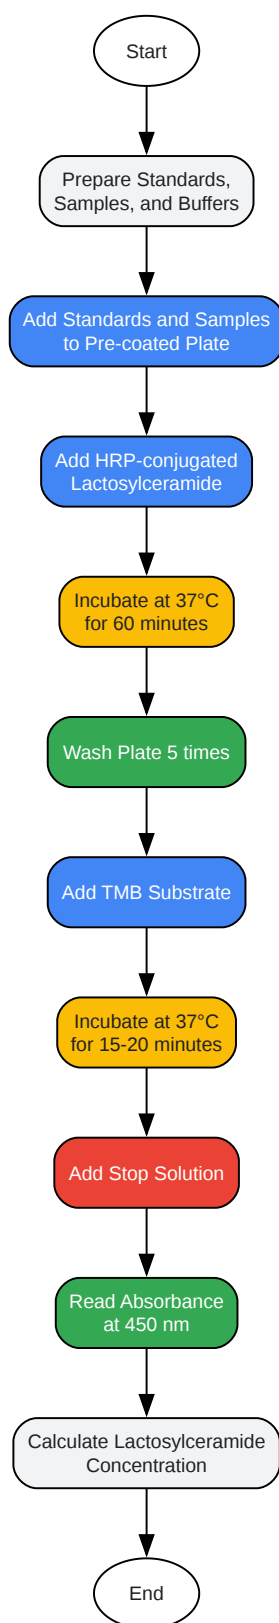 Start
Prepare Standards,
Samples, and Buffers
Add Standards and Samples
to Pre-coated Plate
Add HRP-conjugated
Lactosylceramide
Incubate at 37°C
for 60 minutes
Wash Plate 5 times
Add TMB Substrate
Incubate at 37°C
for 15-20 minutes
Add Stop Solution
Read Absorbance
at 450 nm
Calculate Lactosylceramide
Concentration
End